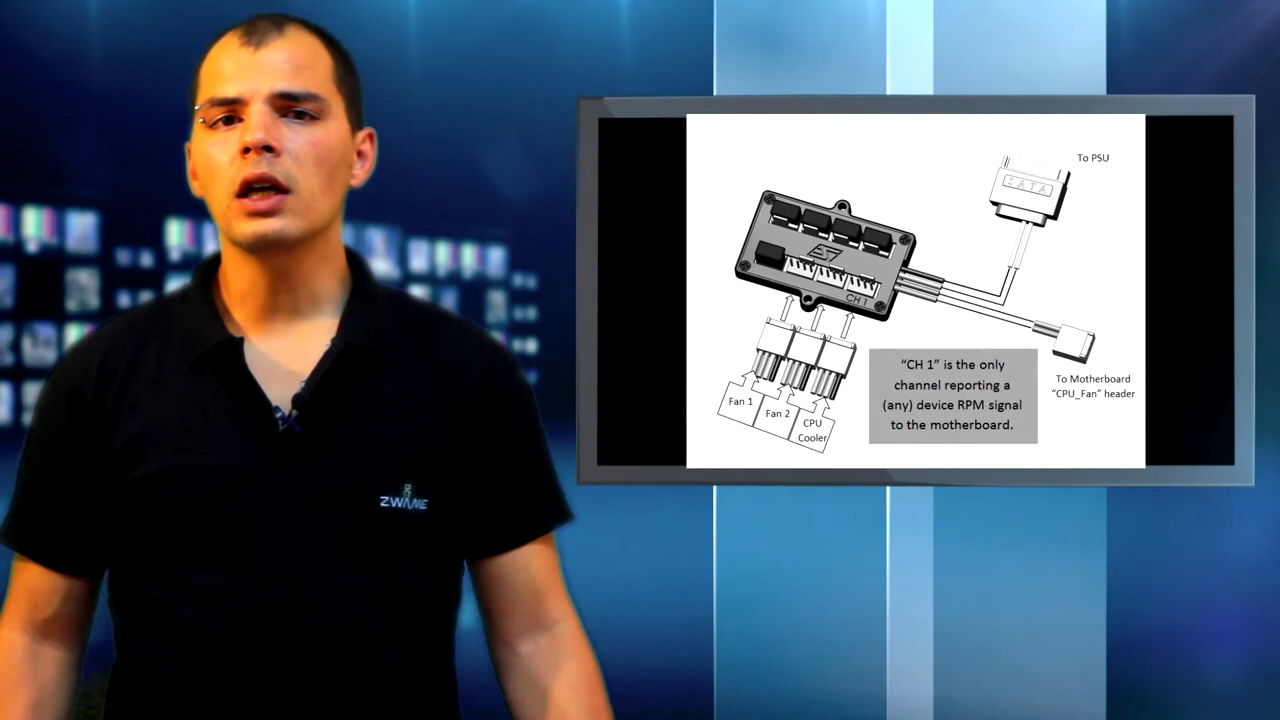 ZWAME
To PSU
SATA
CH 1
"CH 1" is the only
channel reporting a
(any) device RPM signal
to the motherboard.
To Motherboard
"CPU_Fan" header
Fan 1
Fan 2
CPU
Cooler